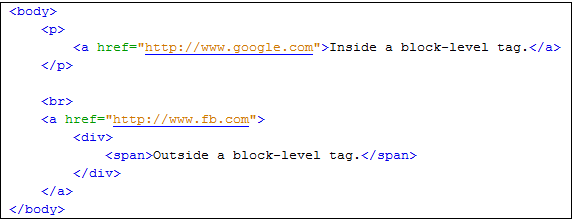 <body>
<p>
<a href="http://www.google.com">Inside a block-level tag.</a>
</p>
<br>
<a href="http://www.fb.com">
<div>
<span>Outside a block-level tag.</span>
</div>
</a>
</body>